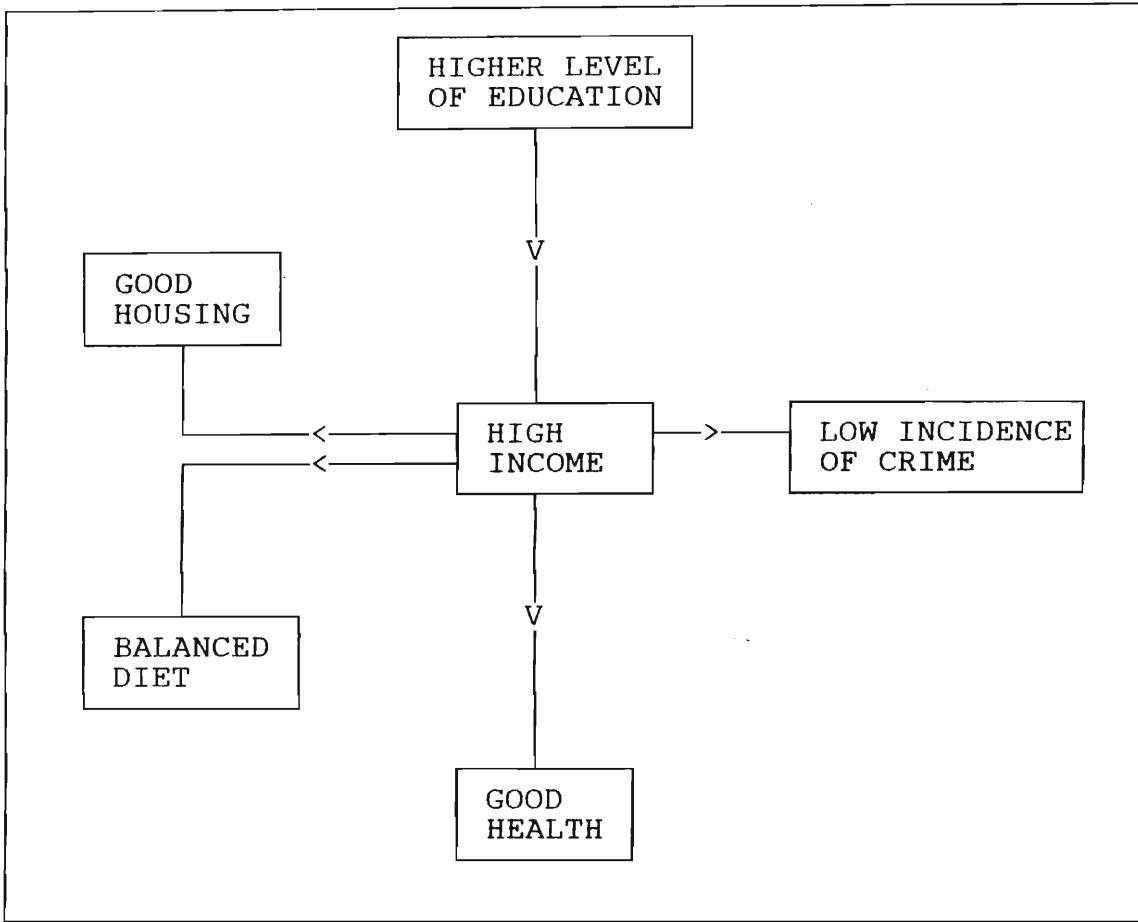 HIGHER LEVEL
OF EDUCATION
V
GOOD
HOUSING
<
HIGH
INCOME
>
LOW INCIDENCE
OF CRIME
<
V
BALANCED
DIET
GOOD
HEALTH